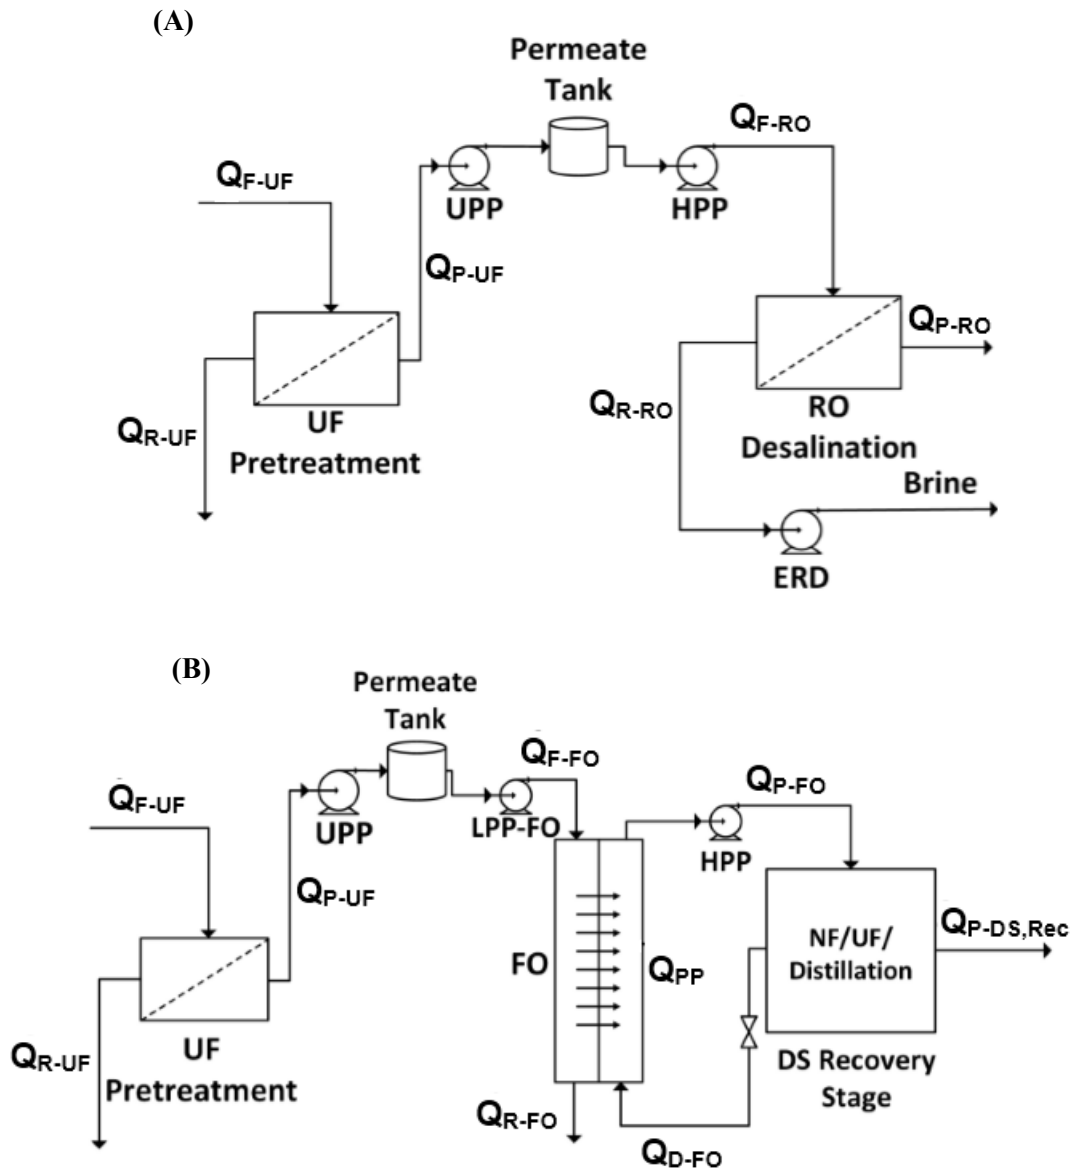 (A)
Permeate
Tank
QF-RO
QF-UF
UPP
HPP
QP-UF
QP-RO
QR-RO
RO
Desalination
QR-UF
UF
Pretreatment
Brine
ERD
(B)
Permeate
Tank
QF-FO
QP-FO
QF-UF
UPP
LPP-FO
HPP
QP-UF
QP-DS,Rec
NF/UF/
Distillation
FO
QPP
QR-UF
UF
Pretreatment
DS Recovery
Stage
QR-FO
QD-FO